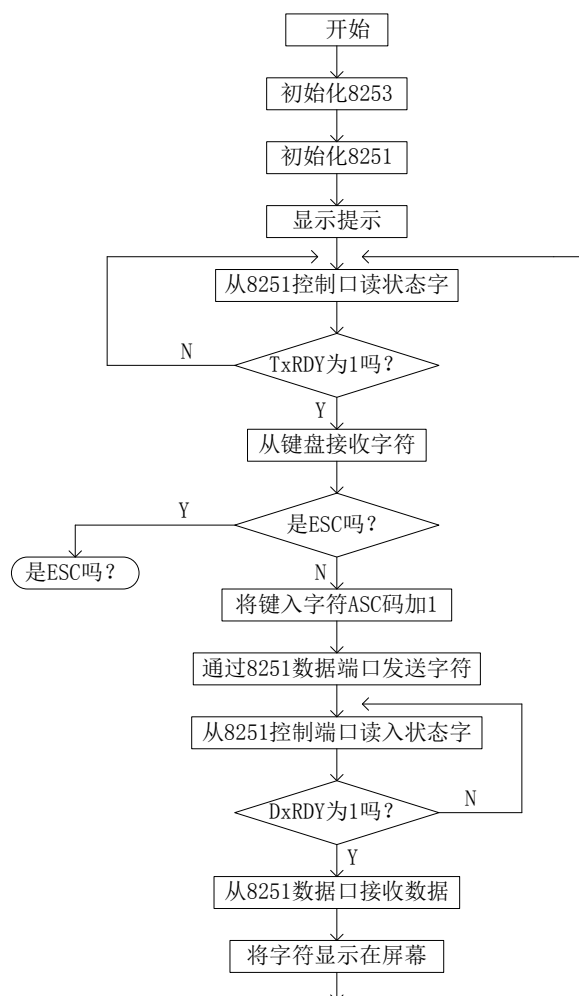 开始
初始化8253
初始化8251
显示提示
从8251控制口读状态字
N
TxRDY为1吗?
Y
从键盘接收字符
Y
是ESC吗?
是ESC吗?
N
将键入字符ASC码加1
通过8251数据端口发送字符
从8251控制端口读入状态字
DxRDY为1吗?
N
Y
从8251数据口接收数据
将字符显示在屏幕